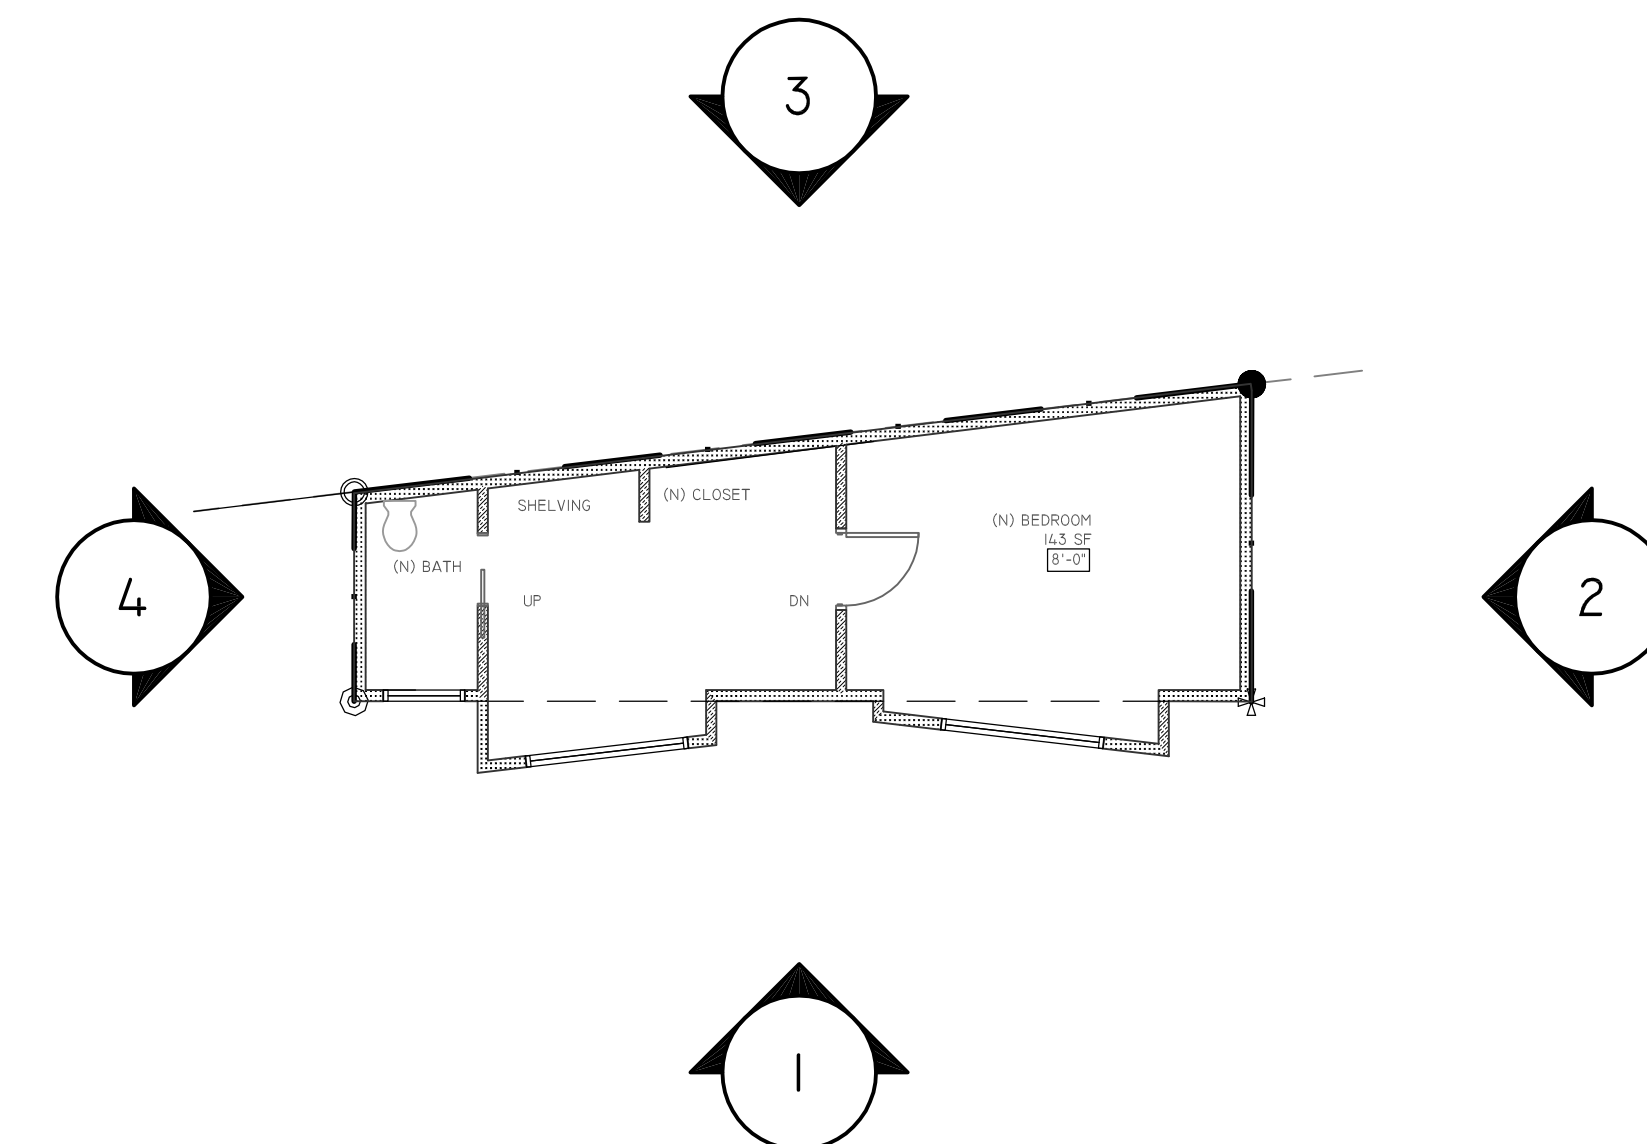 3
SHELVING
(N) CLOSET
(N) BEDROOM
143 SF
8'-0"
(N) BATH
UP
DN
4
2
1